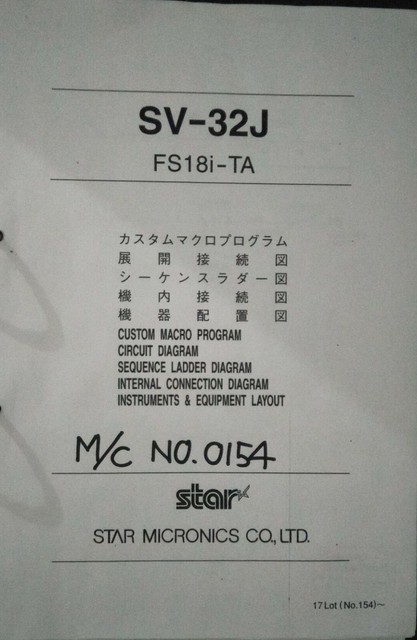 SV-32J
FS18i-TA
カスタムマクロプログラム
展開接続図
シーケンスラダー図
機内接続図
機器配置図
CUSTOM MACRO PROGRAM
CIRCUIT DIAGRAM
SEQUENCE LADDER DIAGRAM
INTERNAL CONNECTION DIAGRAM
INSTRUMENTS & EQUIPMENT LAYOUT
M/C NO. 0154
star
STAR MICRONICS CO., LTD.
17 Lot (No.154)~